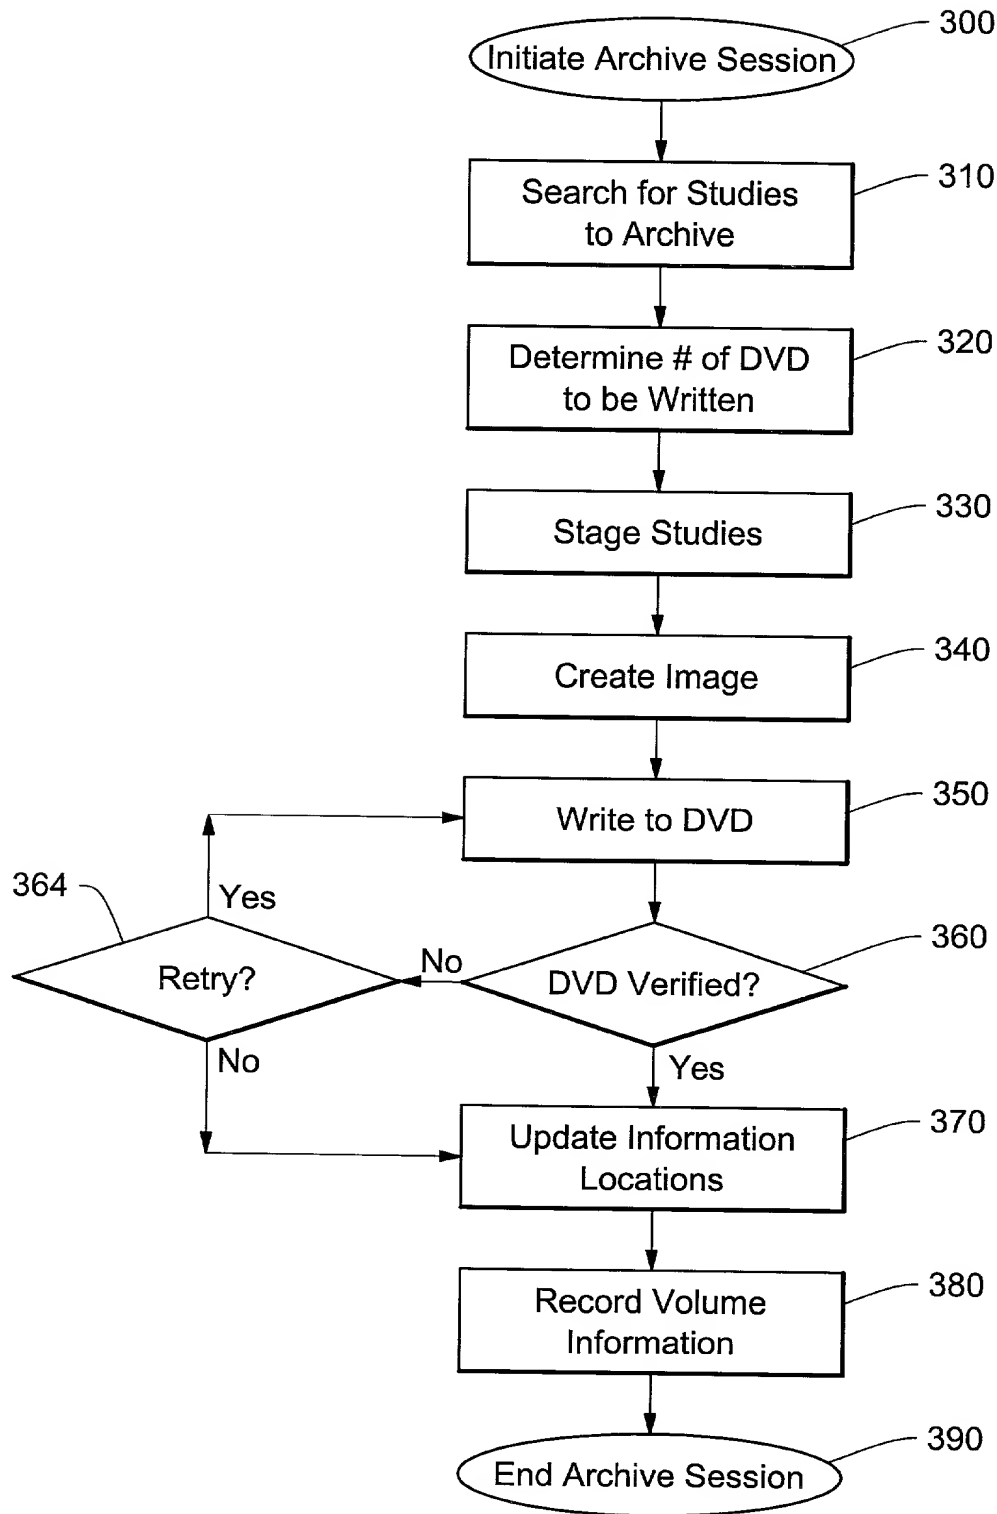 300
Initiate Archive Session
310
Search for Studies
to Archive
320
Determine # of DVD
to be Written
330
Stage Studies
340
Create Image
350
Write to DVD
364
Yes
360
No
Retry?
DVD Verified?
No
Yes
370
Update Information
Locations
380
Record Volume
Information
390
End Archive Session